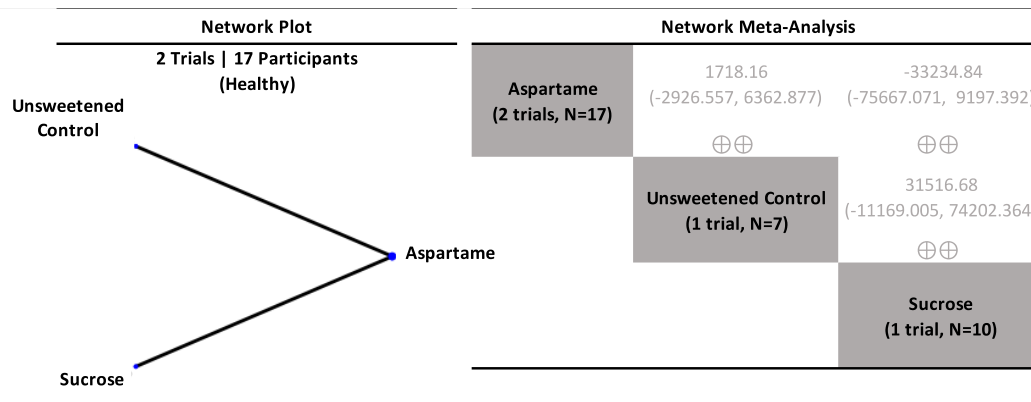 Network Plot
2 Trials | 17 Participants
(Healthy)
Unsweetened
Control
Aspartame
Sucrose
Network Meta-Analysis
Aspartame
(2 trials, N=17)
1718.16
(-2926.557, 6362.877)
⊕⊕
-33234.84
(-75667.071, 9197.392)
⊕⊕
Unsweetened Control
(1 trial, N=7)
31516.68
(-11169.005, 74202.364
⊕⊕
Sucrose
(1 trial, N=10)